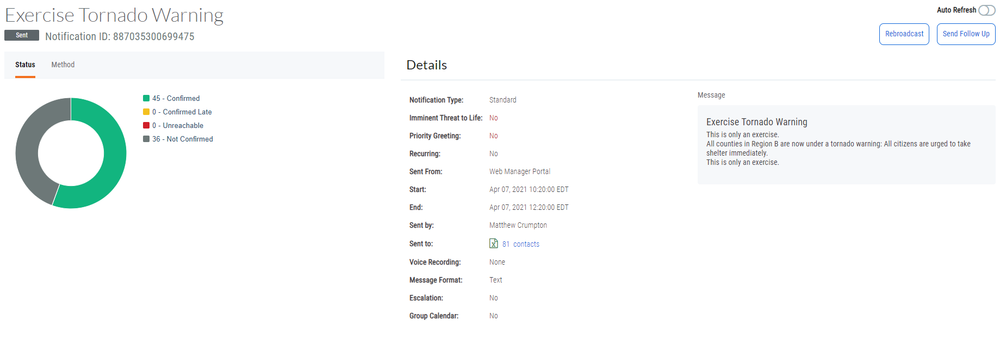 Exercise Tornado Warning
Sent Notification ID: 887035300699475
Auto Refresh
Rebroadcast Send Follow Up
Status Method
45 - Confirmed
0 - Confirmed Late
0 - Unreachable
36 - Not Confirmed
Details
Notification Type: Standard
Imminent Threat to Life: No
Priority Greeting: No
Recurring: No
Sent From: Web Manager Portal
Start: Apr 07, 2021 10:20:00 EDT
End: Apr 07, 2021 12:20:00 EDT
Sent by: Matthew Crumpton
Sent to: 81 contacts
Voice Recording: None
Message Format: Text
Escalation: No
Group Calendar: No
Message
Exercise Tornado Warning
This is only an exercise.
All counties in Region B are now under a tornado warning: All citizens are urged to take
shelter immediately.
This is only an exercise.